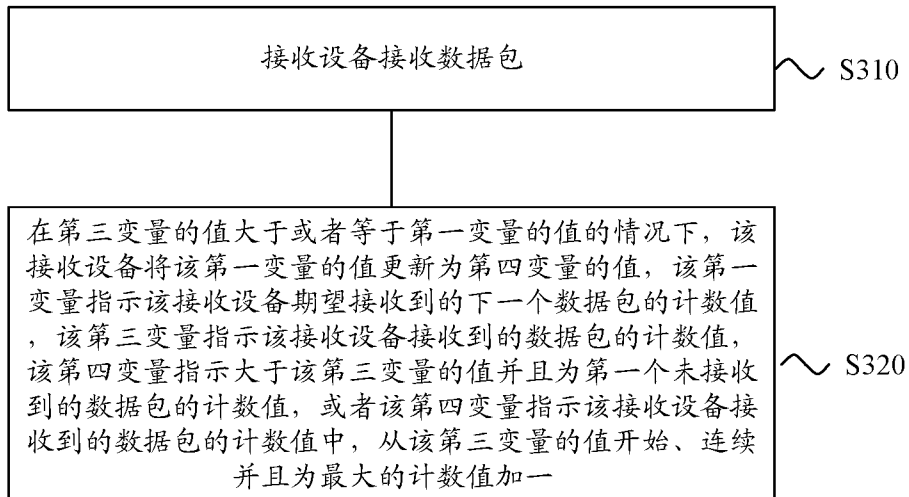 接收设备接收数据包
S310
在第三变量的值大于或者等于第一变量的值的情况下，该
接收设备将该第一变量的值更新为第四变量的值，该第一
变量指示该接收设备期望接收到的下一个数据包的计数值
，该第三变量指示该接收设备接收到的数据包的计数值，
该第四变量指示大于该第三变量的值并且为第一个未接收
到的数据包的计数值，或者该第四变量指示该接收设备接
收到的数据包的计数值中，从该第三变量的值开始、连续
并且为最大的计数值加一
S320